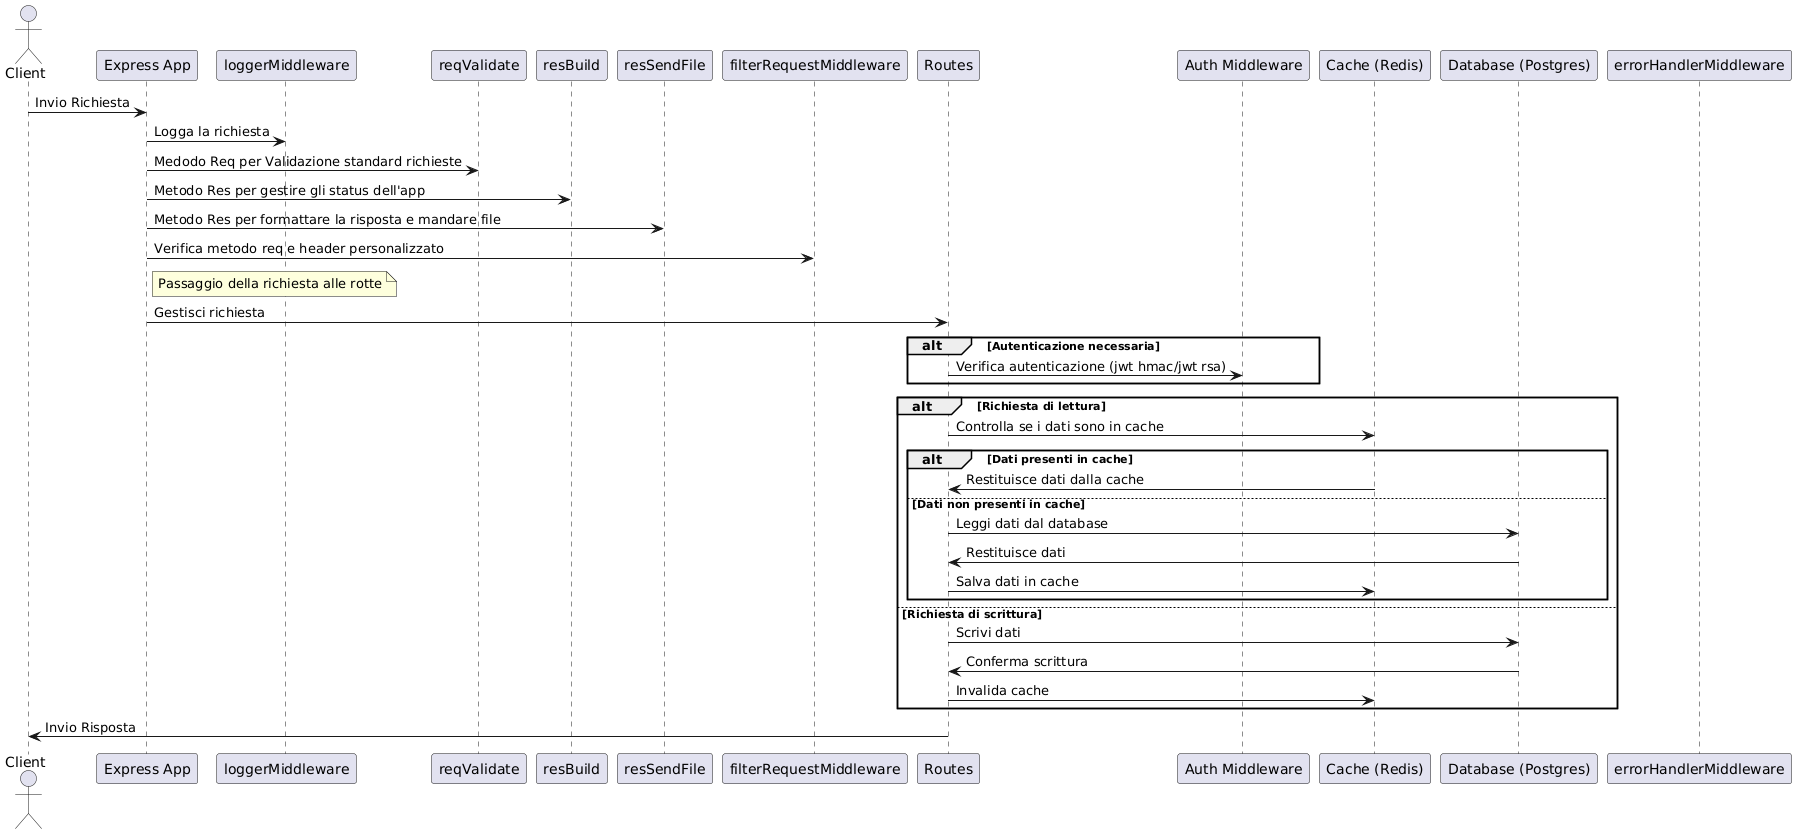 Client
Express App
loggerMiddleware
reqValidate
resBuild
resSendFile
filterRequestMiddleware
Routes
Auth Middleware
Cache (Redis)
Database (Postgres)
errorHandlerMiddleware
Invio Richiesta
Logga la richiesta
Medodo Req per Validazione standard richieste
Metodo Res per gestire gli status dell'app
Metodo Res per formattare la risposta e mandare file
Verifica metodo req e header personalizzato
Passaggio della richiesta alle rotte
Gestisci richiesta
alt [Autenticazione necessaria]
Verifica autenticazione (jwt hmac/jwt rsa)
alt [Richiesta di lettura]
Controlla se i dati sono in cache
alt [Dati presenti in cache]
Restituisce dati dalla cache
[Dati non presenti in cache]
Leggi dati dal database
Restituisce dati
Salva dati in cache
[Richiesta di scrittura]
Scrivi dati
Conferma scrittura
Invalida cache
Invio Risposta
Client
Express App
loggerMiddleware
reqValidate
resBuild
resSendFile
filterRequestMiddleware
Routes
Auth Middleware
Cache (Redis)
Database (Postgres)
errorHandlerMiddleware